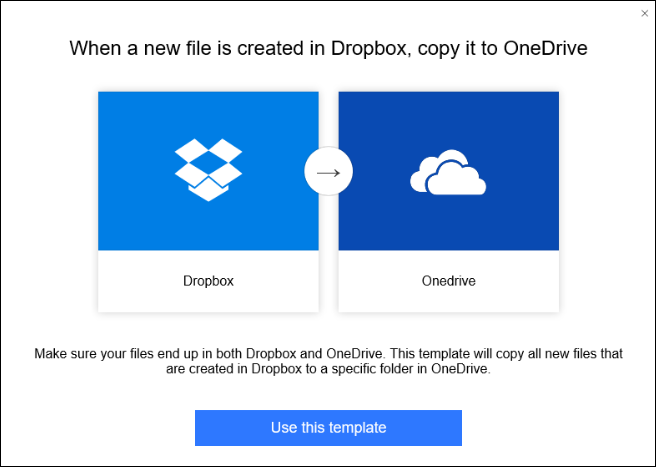 ×
When a new file is created in Dropbox, copy it to OneDrive
→
Dropbox
Onedrive
Make sure your files end up in both Dropbox and OneDrive. This template will copy all new files that
are created in Dropbox to a specific folder in OneDrive.
Use this template